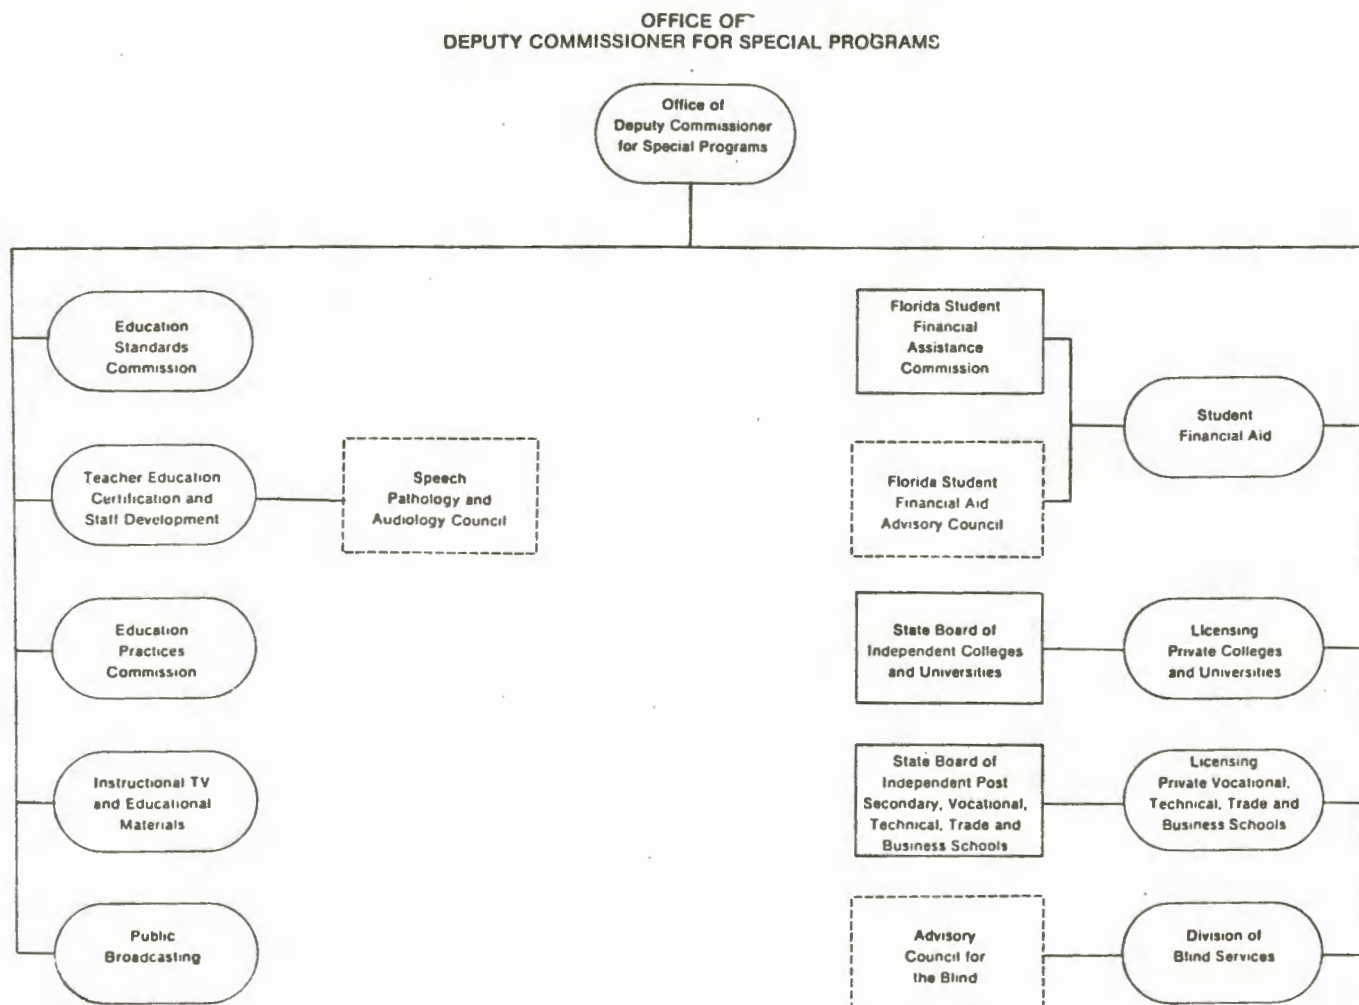 OFFICE OF
DEPUTY COMMISSIONER FOR SPECIAL PROGRAMS
Office of
Deputy Commissioner
for Special Programs
Education
Standards
Commission
Teacher Education
Certification and
Staff Development
Speech
Pathology and
Audiology Council
Education
Practices
Commission
Instructional TV
and Educational
Materials
Public
Broadcasting
Florida Student
Financial
Assistance
Commission
Student
Financial Aid
Florida Student
Financial Aid
Advisory Council
State Board of
Independent Colleges
and Universities
Licensing
Private Colleges
and Universities
State Board of
Independent Post
Secondary, Vocational,
Technical, Trade and
Business Schools
Licensing
Private Vocational,
Technical, Trade and
Business Schools
Advisory
Council for
the Blind
Division of
Blind Services